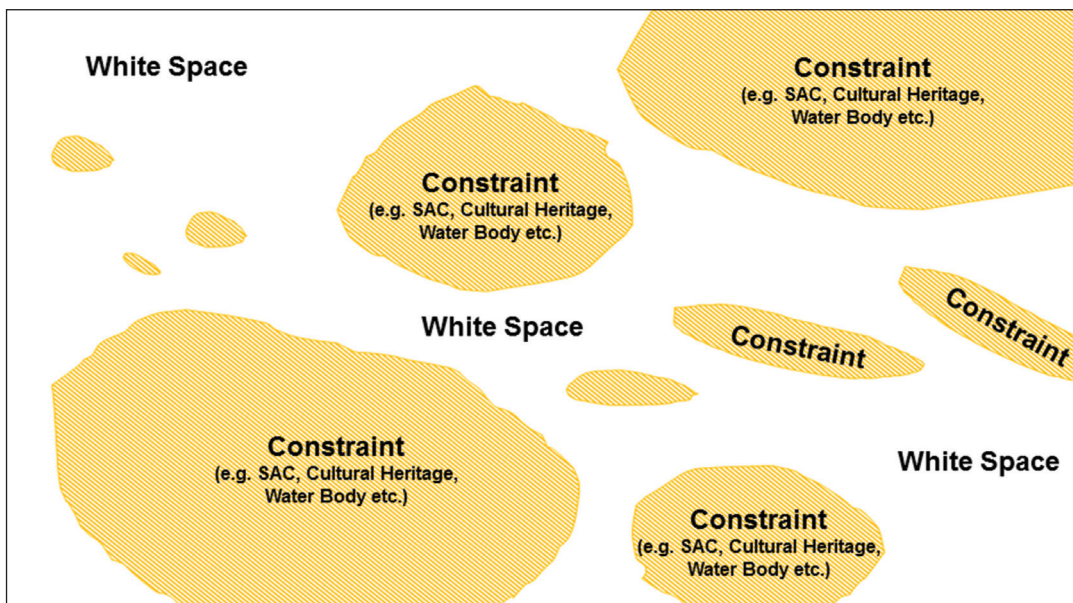 White Space
Constraint
(e.g. SAC, Cultural Heritage,
Water Body etc.)
Constraint
(e.g. SAC, Cultural Heritage,
Water Body etc.)
White Space
Constraint
Constraint
Constraint
(e.g. SAC, Cultural Heritage,
Water Body etc.)
White Space
Constraint
(e.g. SAC, Cultural Heritage,
Water Body etc.)